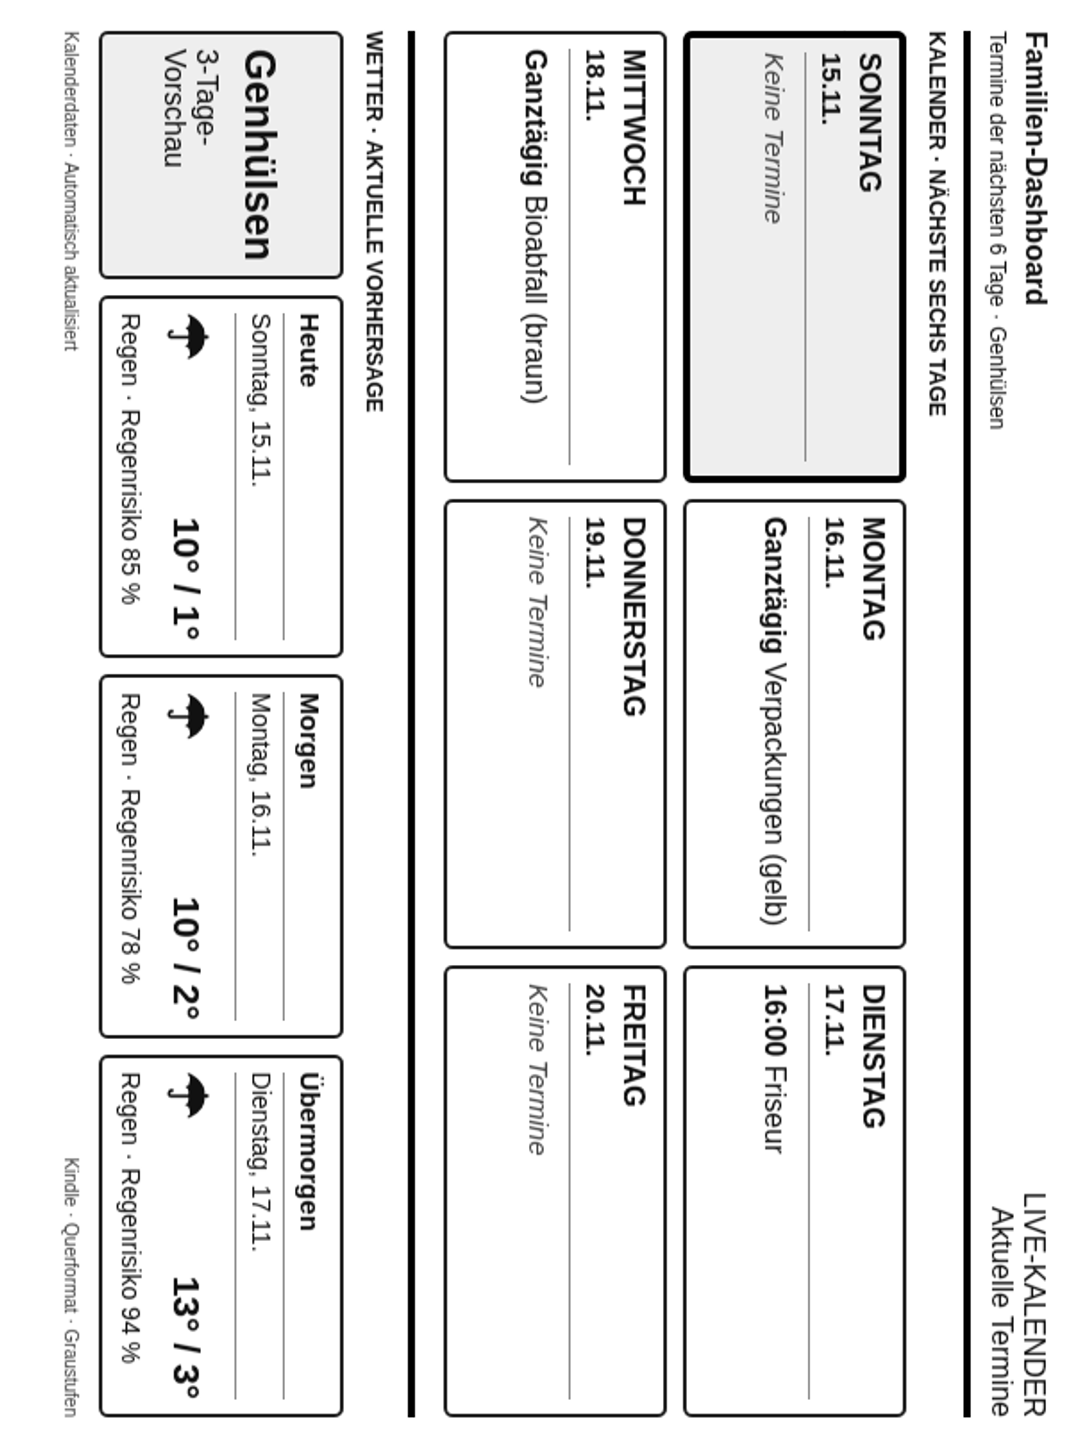 Familien-Dashboard
Termine der nächsten 6 Tage · Genhülsen
LIVE-KALENDER
Aktuelle Termine
KALENDER · NÄCHSTE SECHS TAGE
SONNTAG
15.11.
Keine Termine
MONTAG
16.11.
Ganztägig Verpackungen (gelb)
DIENSTAG
17.11.
16:00 Friseur
MITTWOCH
18.11.
Ganztägig Bioabfall (braun)
DONNERSTAG
19.11.
Keine Termine
FREITAG
20.11.
Keine Termine
WETTER · AKTUELLE VORHERSAGE
Genhülsen
3-Tage-
Vorschau
Heute
Sonntag, 15.11.
10° / 1°
Regen · Regenrisiko 85 %
Morgen
Montag, 16.11.
10° / 2°
Regen · Regenrisiko 78 %
Übermorgen
Dienstag, 17.11.
13° / 3°
Regen · Regenrisiko 94 %
Kalenderdaten · Automatisch aktualisiert
Kindle · Querformat · Graustufen